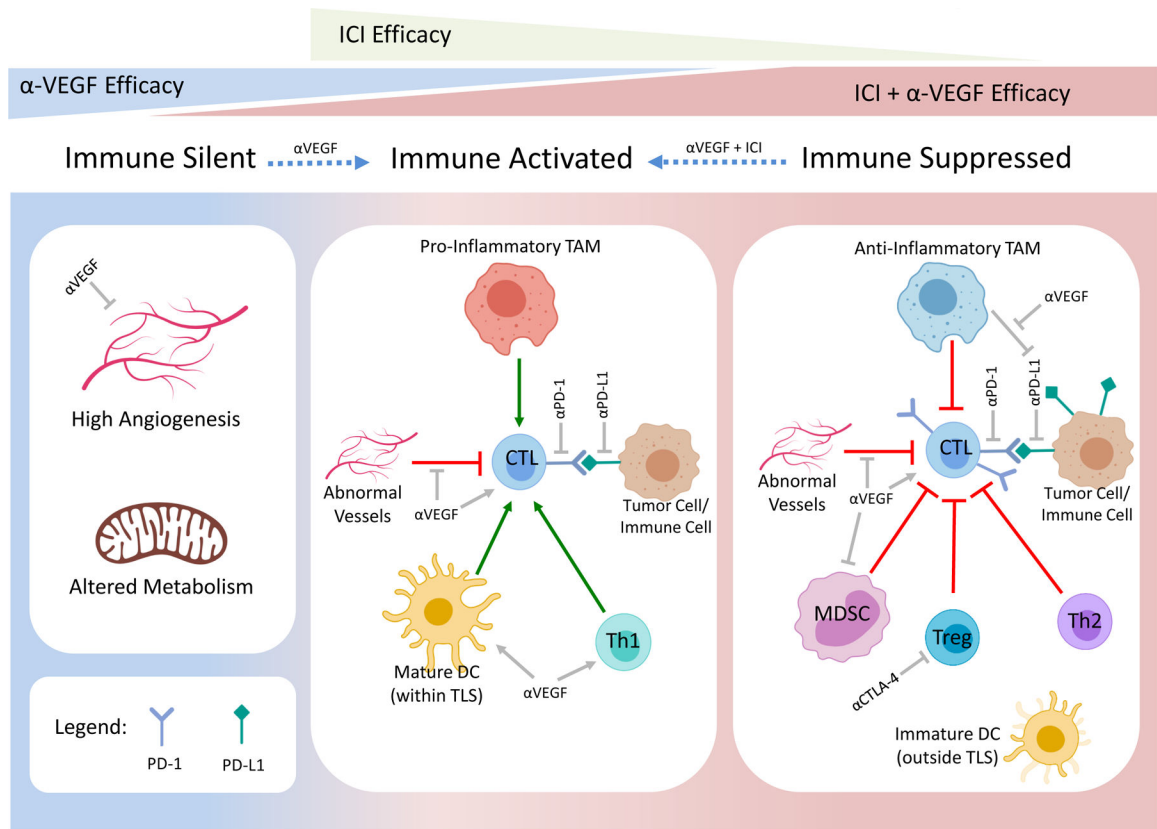 ICI Efficacy
α-VEGF Efficacy
ICI + α-VEGF Efficacy
Immune Silent
αVEGF
Immune Activated
αVEGF + ICI
Immune Suppressed
αVEGF
High Angiogenesis
Altered Metabolism
Legend:
PD-1
PD-L1
Pro-Inflammatory TAM
αPD-1
αPD-L1
CTL
Abnormal
Vessels
αVEGF
Tumor Cell/
Immune Cell
Mature DC
(within TLS)
αVEGF
Th1
Anti-Inflammatory TAM
αVEGF
αPD-1
αPD-L1
CTL
Abnormal
Vessels
αVEGF
Tumor Cell/
Immune Cell
MDSC
Treg
Th2
αCTLA-4
Immature DC
(outside TLS)